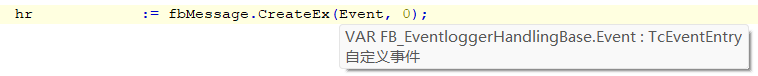 hr := fbMessage.CreateEx(Event, 0);
VAR FB_EventloggerHandlingBase.Event : TcEventEntry
自定义事件